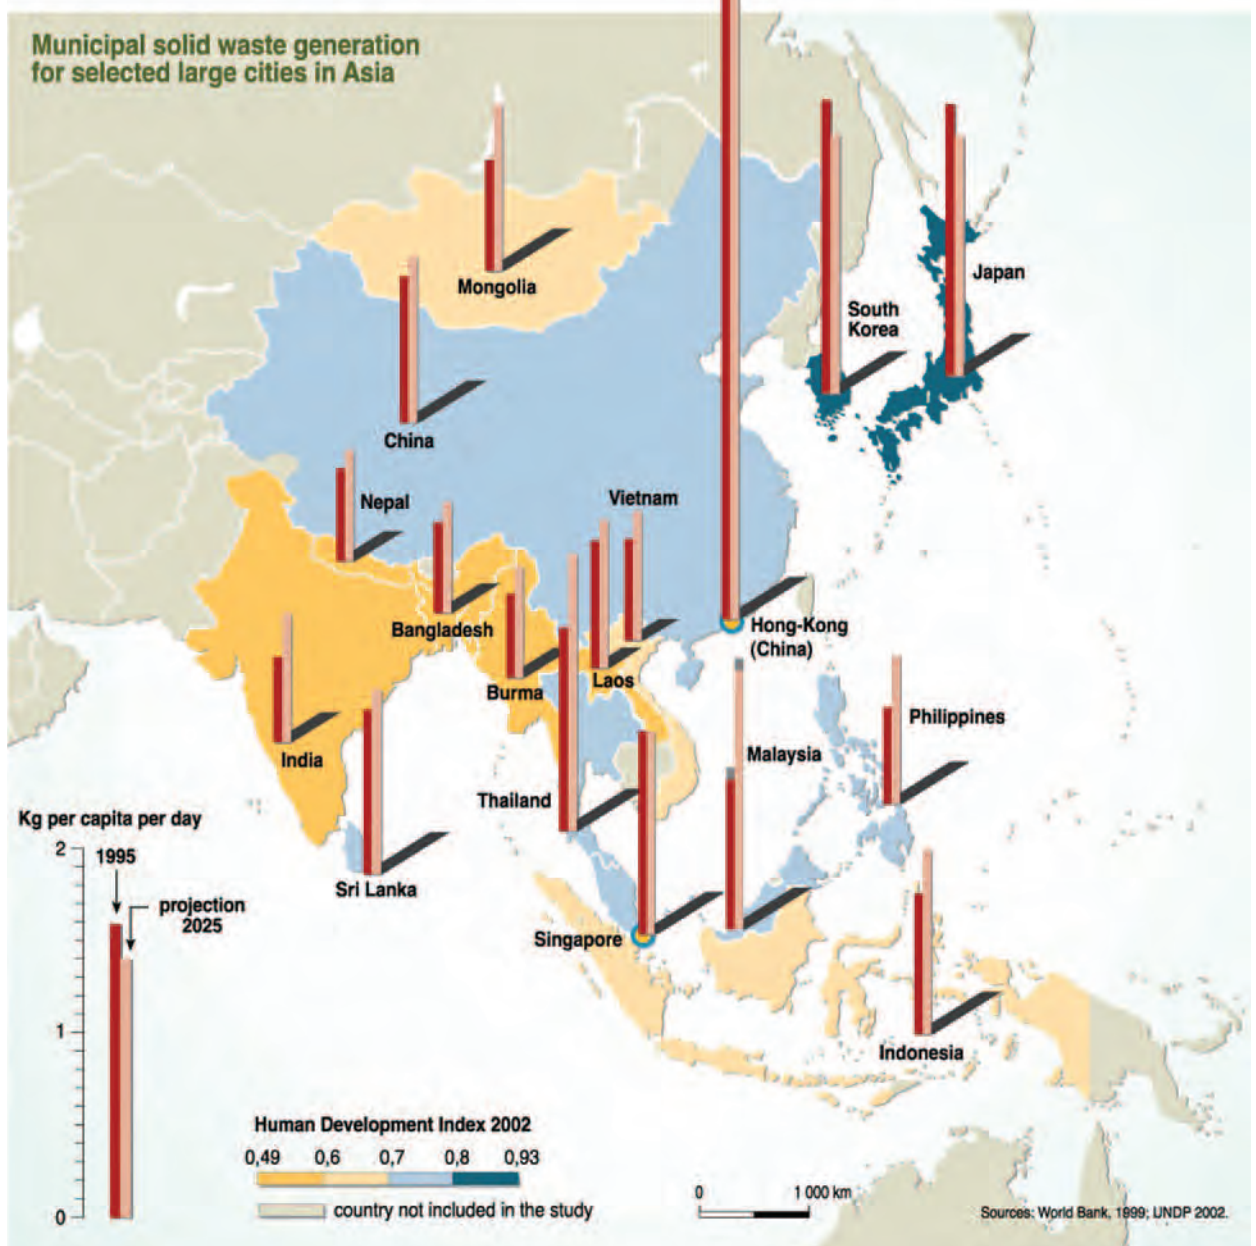 Municipal solid waste generation
for selected large cities in Asia
Mongolia
Japan
South
Korea
China
Nepal
Vietnam
Bangladesh
Hong-Kong
(China)
Burma
Laos
Philippines
India
Malaysia
Thailand
Kg per capita per day
2
1995
projection
2025
Sri Lanka
Singapore
1
Indonesia
Human Development Index 2002
0,49 0,6 0,7 0,8 0,93
0 1 000 km
country not included in the study
0
Sources: World Bank, 1999; UNDP 2002.